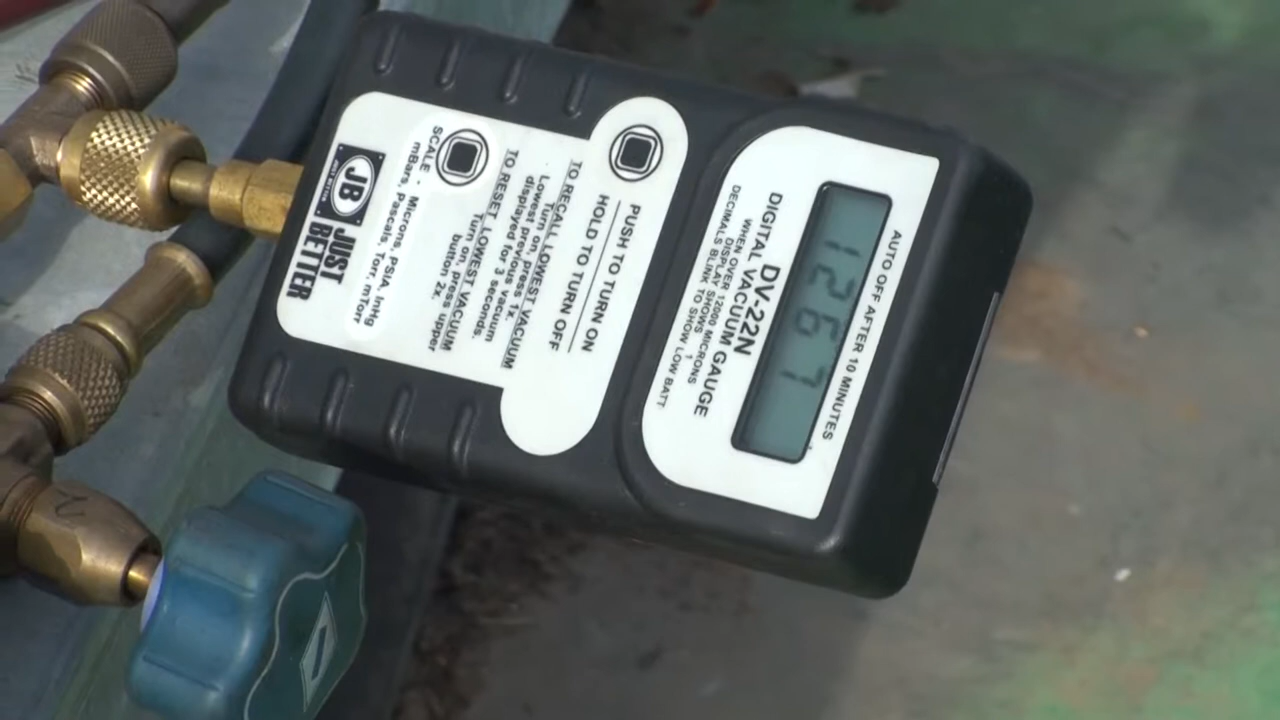 AUTO OFF AFTER 10 MINUTES
1267
DV-22N
DIGITAL VACUUM GAUGE
WHEN OVER 12000 MICRONS
DISPLAY SHOWS 1
DECIMALS BLINK TO SHOW LOW BATT.
PUSH TO TURN ON
HOLD TO TURN OFF
TO RECALL LOWEST VACUUM
Turn on, press 1x.
Lowest previous vacuum
displayed for 3 seconds.
TO RESET LOWEST VACUUM
Turn on, press upper
button 2x.
SCALE - Microns, PSIA, InHg
mBars, Pascals, Torr, mTorr
JB
JUST
BETTER